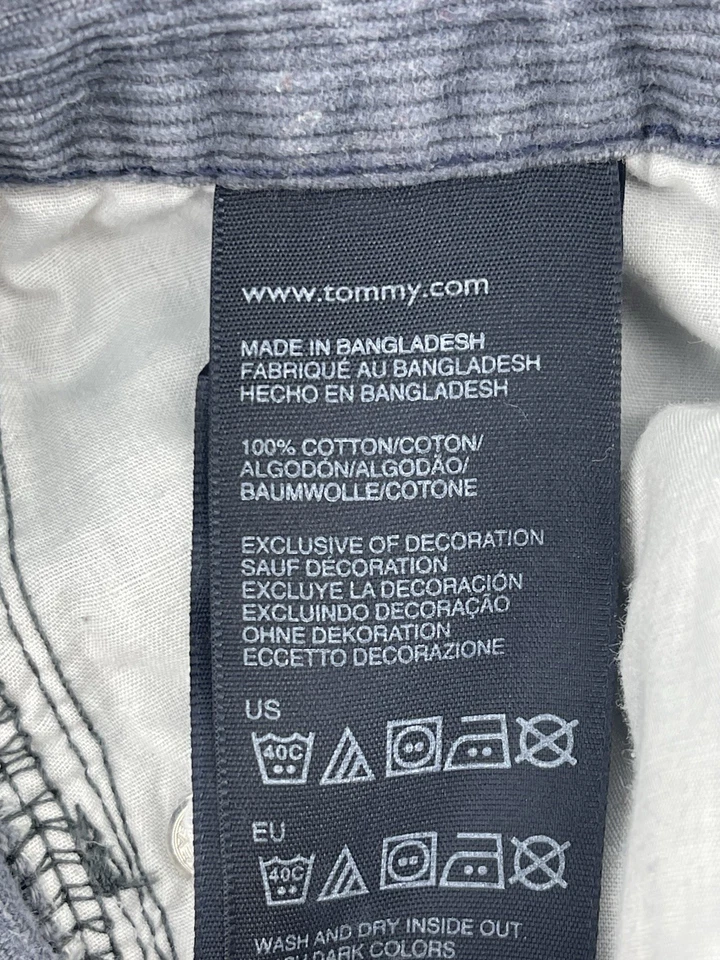 www.tommy.com
MADE IN BANGLADESH
FABRIQUÉ AU BANGLADESH
HECHO EN BANGLADESH
100% COTTON/COTON/
ALGODÓN/ALGODÃO/
BAUMWOLLE/COTONE
EXCLUSIVE OF DECORATION
SAUF DÉCORATION
EXCLUYE LA DECORACIÓN
EXCLUINDO DECORAÇÃO
OHNE DEKORATION
ECCETTO DECORAZIONE
US
40C
EU
40C
WASH AND DRY INSIDE OUT
DARK COLORS